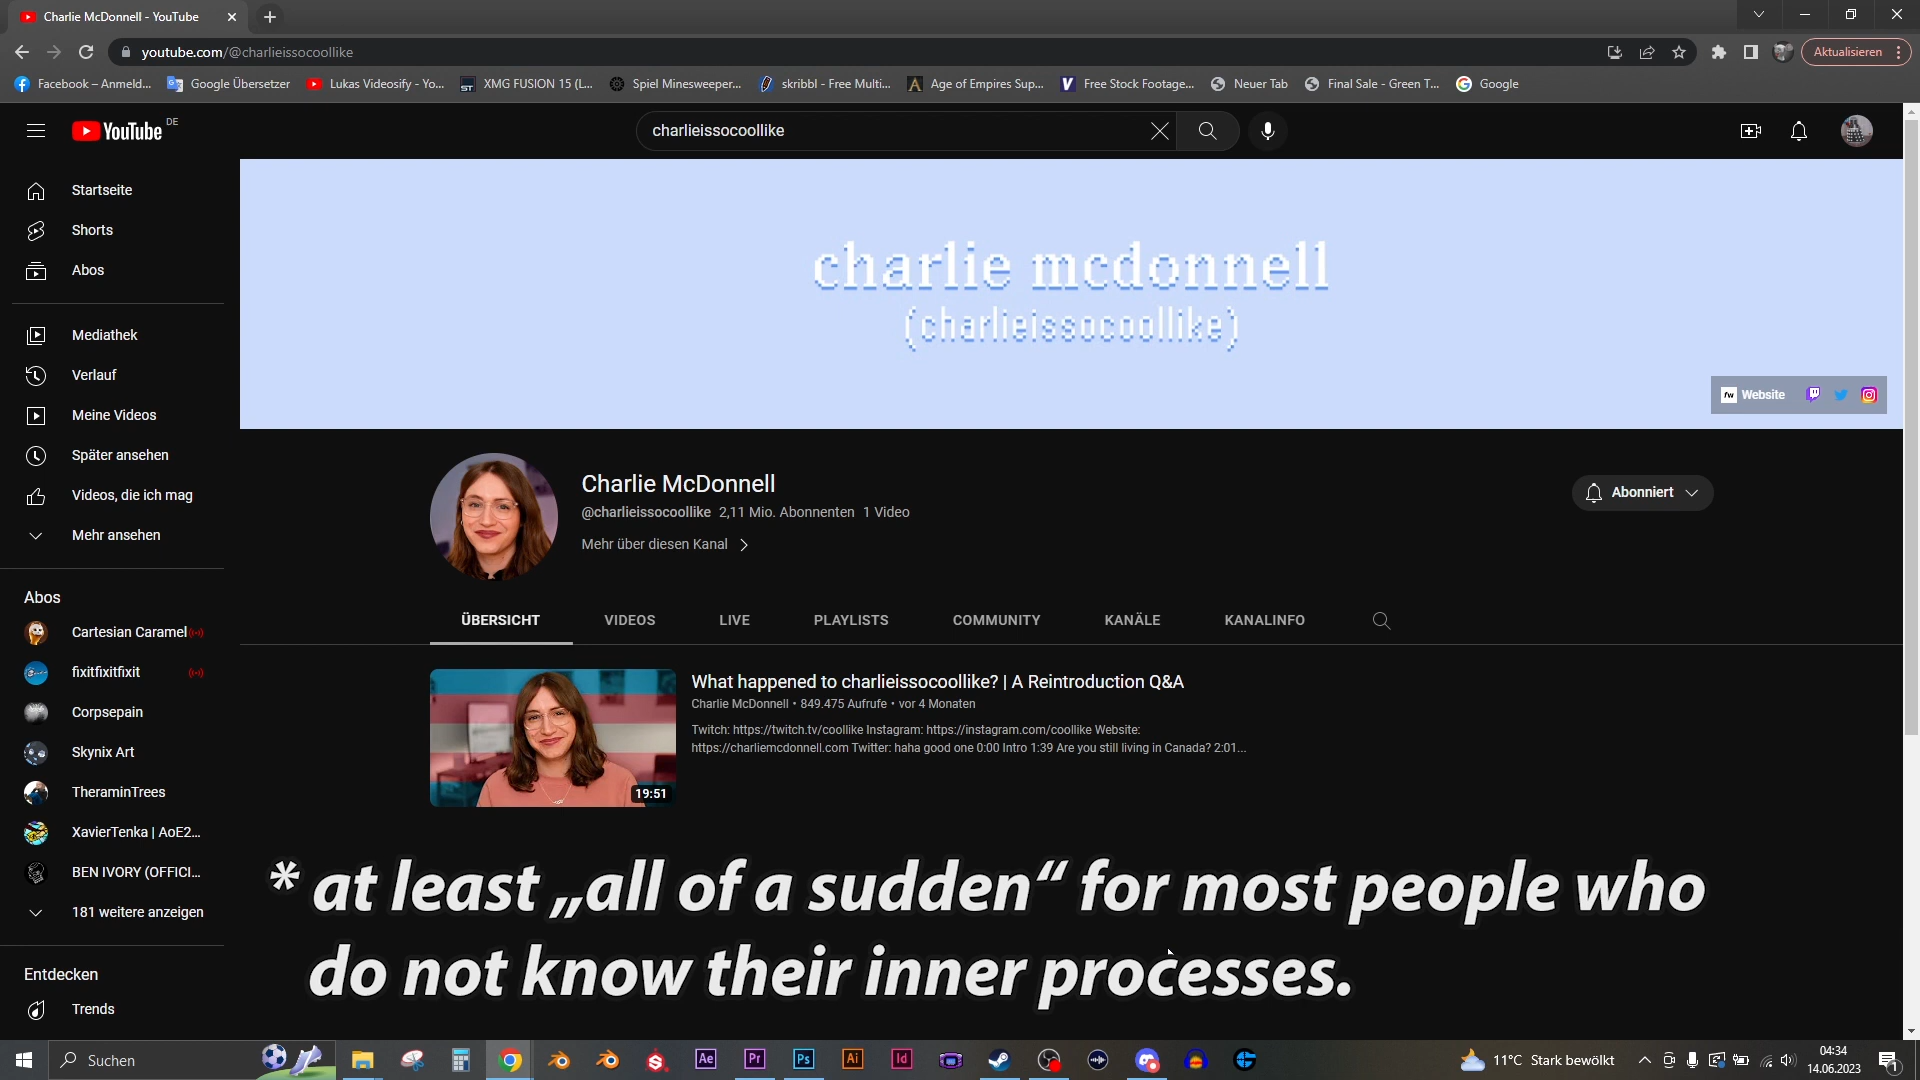 Charlie McDonnell - YouTube
youtube.com/@charlieissocoollike
Aktualisieren
Facebook – Anmeld...
Google Übersetzer
Lukas Videosify - Yo...
XMG FUSION 15 (L...
Spiel Minesweeper...
skribbl - Free Multi...
Age of Empires Sup...
Free Stock Footage...
Neuer Tab
Final Sale - Green T...
Google
YouTube DE
charlieissocoollike
Startseite
Shorts
Abos
Mediathek
Verlauf
Meine Videos
Später ansehen
Videos, die ich mag
Mehr ansehen
Abos
Cartesian Caramel
fixitfixitfixit
Corpsepain
Skynix Art
TheraminTrees
XavierTenka | AoE2...
BEN IVORY (OFFICI...
181 weitere anzeigen
Entdecken
Trends
charlie mcdonnell
(charlieissocoollike)
fw Website
Charlie McDonnell
@charlieissocoollike 2,11 Mio. Abonnenten 1 Video
Mehr über diesen Kanal
Abonniert
ÜBERSICHT VIDEOS LIVE PLAYLISTS COMMUNITY KANÄLE KANALINFO
What happened to charlieissocoollike? | A Reintroduction Q&A
Charlie McDonnell • 849.475 Aufrufe • vor 4 Monaten
Twitch: https://twitch.tv/coollike Instagram: https://instagram.com/coollike Website:
https://charliemcdonnell.com Twitter: haha good one 0:00 Intro 1:39 Are you still living in Canada? 2:01...
19:51
* at least „all of a sudden“ for most people who
do not know their inner processes.
Suchen
Ae
Pr
Ps
Ai
Id
11°C Stark bewölkt
04:34
14.06.2023
1